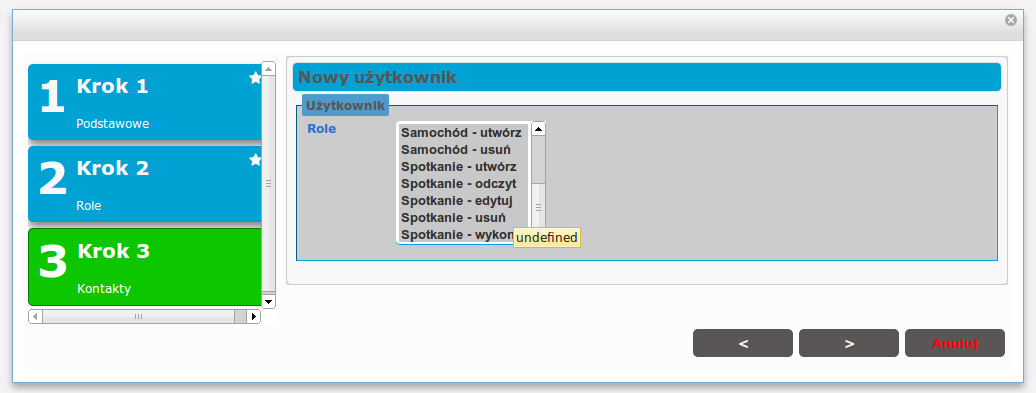 1
Krok 1
Podstawowe
2
Krok 2
Role
3
Krok 3
Kontakty
Nowy użytkownik
Użytkownik
Role
Samochód - utwórz
Samochód - usuń
Spotkanie - utwórz
Spotkanie - odczyt
Spotkanie - edytuj
Spotkanie - usuń
Spotkanie - wykon
undefined
<
>
Anuluj